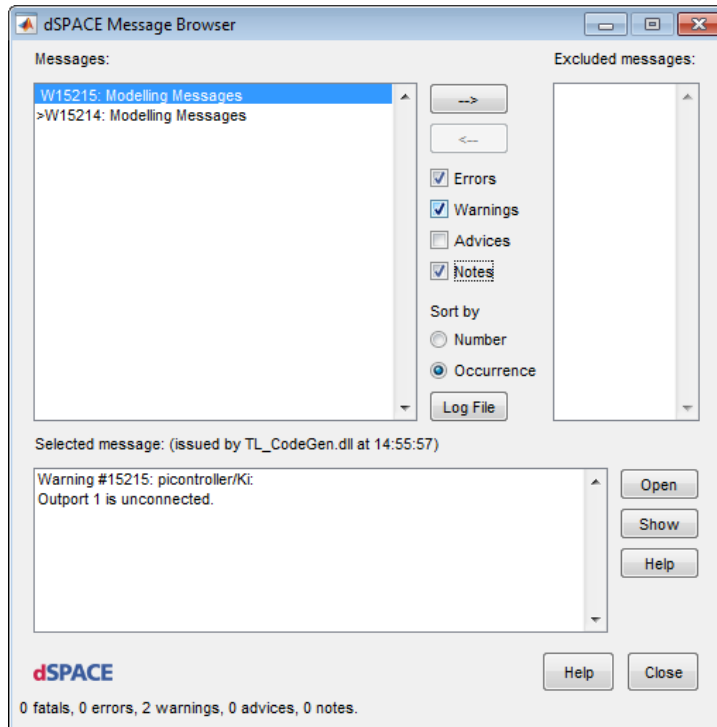 dSPACE Message Browser
Messages:
Excluded messages:
W15215: Modelling Messages
>W15214: Modelling Messages
-->
<--
Errors
Warnings
Advices
Notes
Sort by
Number
Occurrence
Log File
Selected message: (issued by TL_CodeGen.dll at 14:55:57)
Warning #15215: picontroller/Ki:
Outport 1 is unconnected.
Open
Show
Help
dSPACE
Help
Close
0 fatals, 0 errors, 2 warnings, 0 advices, 0 notes.